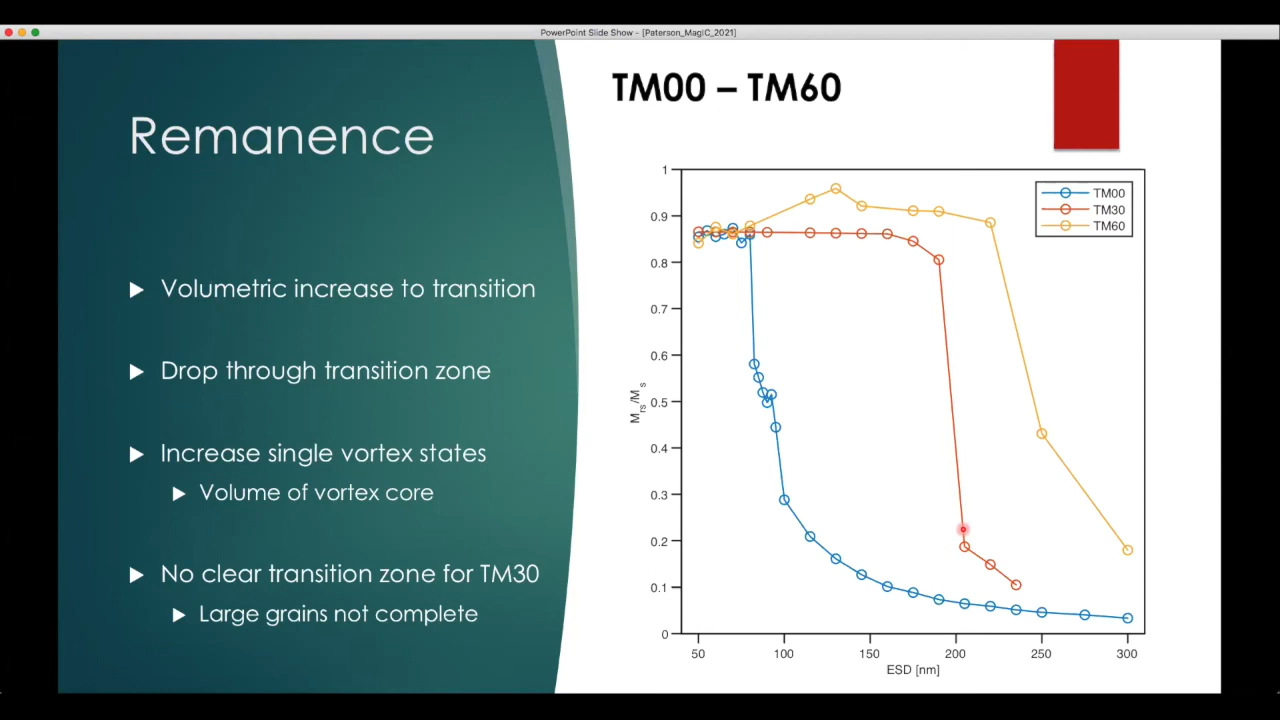 PowerPoint Slide Show - [Paterson_MagIC_2021]
Remanence
Volumetric increase to transition
Drop through transition zone
Increase single vortex states
Volume of vortex core
No clear transition zone for TM30
Large grains not complete
TM00 – TM60
TM00
TM30
TM60
1
0.9
0.8
0.7
0.6
0.5
0.4
0.3
0.2
0.1
0
Mrs/Ms
50 100 150 200 250 300
ESD [nm]